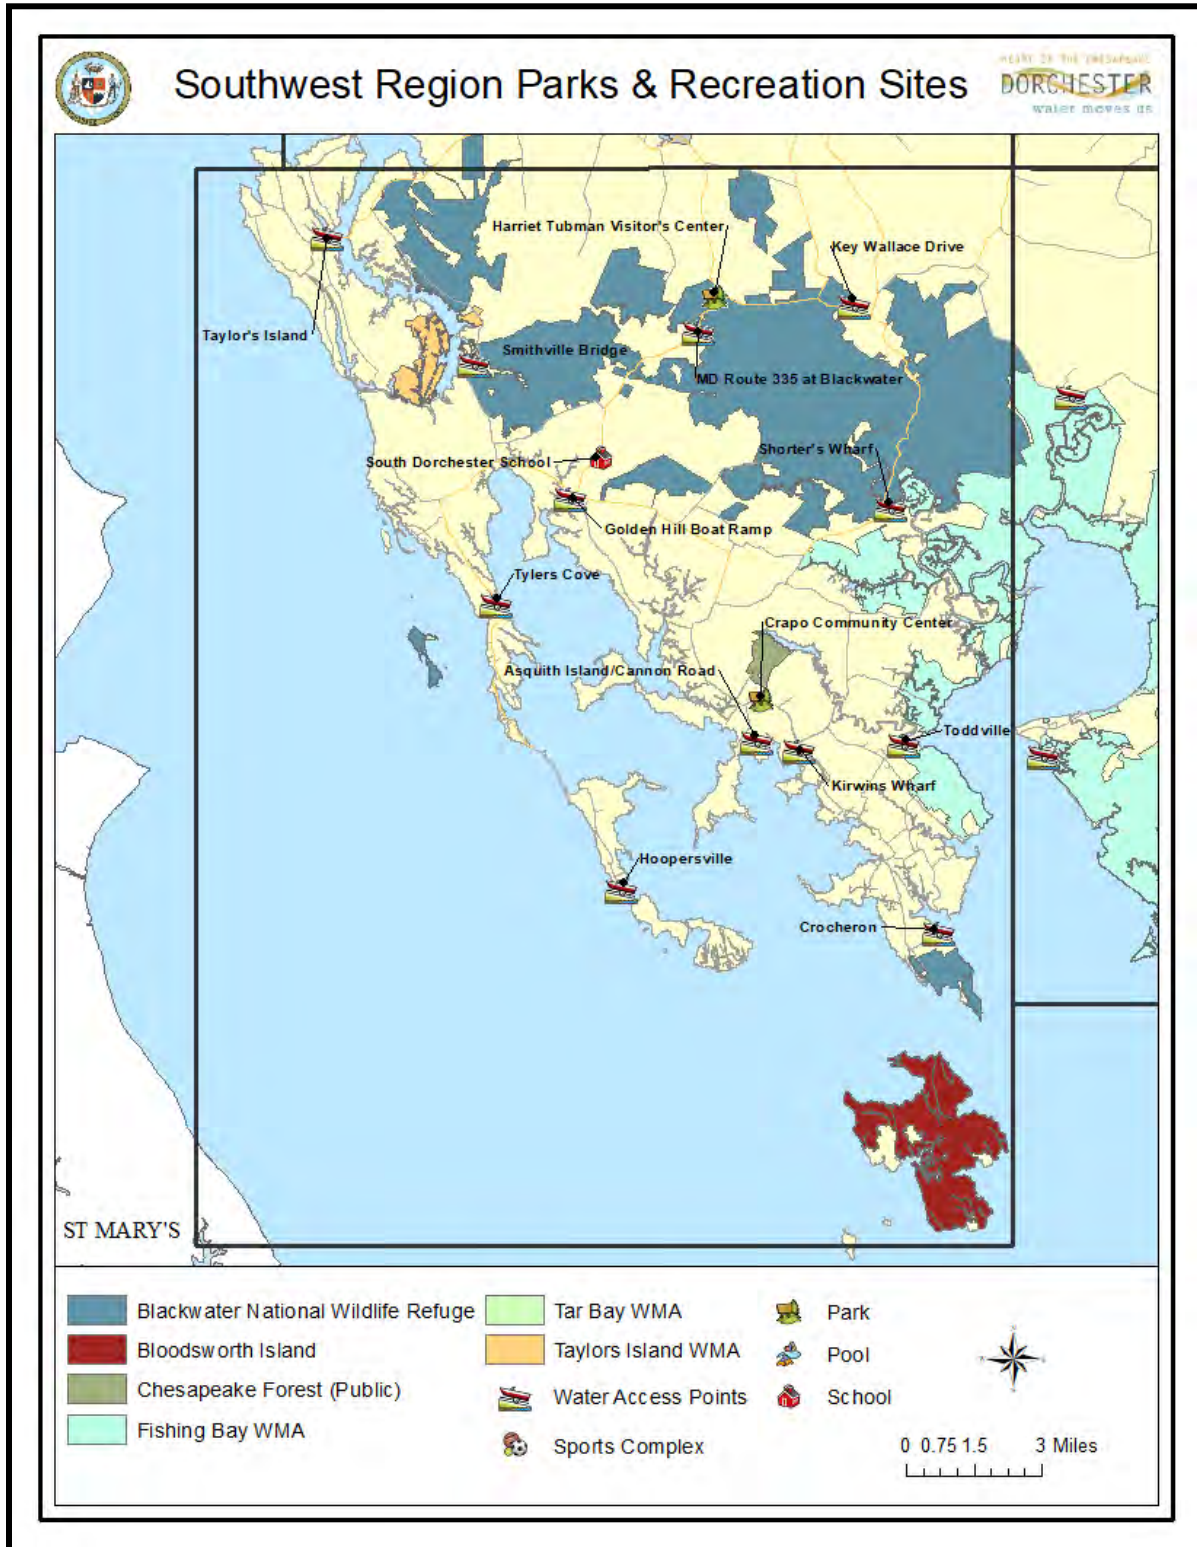 Southwest Region Parks & Recreation Sites
HEART OF THE CHESAPEAKE
DORCHESTER
water moves us
Harriet Tubman Visitor's Center
Key Wallace Drive
Taylor's Island
Smithville Bridge
MD Route 335 at Blackwater
Shorter's Wharf
South Dorchester School
Golden Hill Boat Ramp
Tylers Cove
Crapo Community Center
Asquith Island/Cannon Road
Toddville
Kirwins Wharf
Hoopersville
Crocheron
ST MARY'S
Blackwater National Wildlife Refuge
Bloodsworth Island
Chesapeake Forest (Public)
Fishing Bay WMA
Tar Bay WMA
Taylors Island WMA
Water Access Points
Sports Complex
Park
Pool
School
0 0.75 1.5 3 Miles